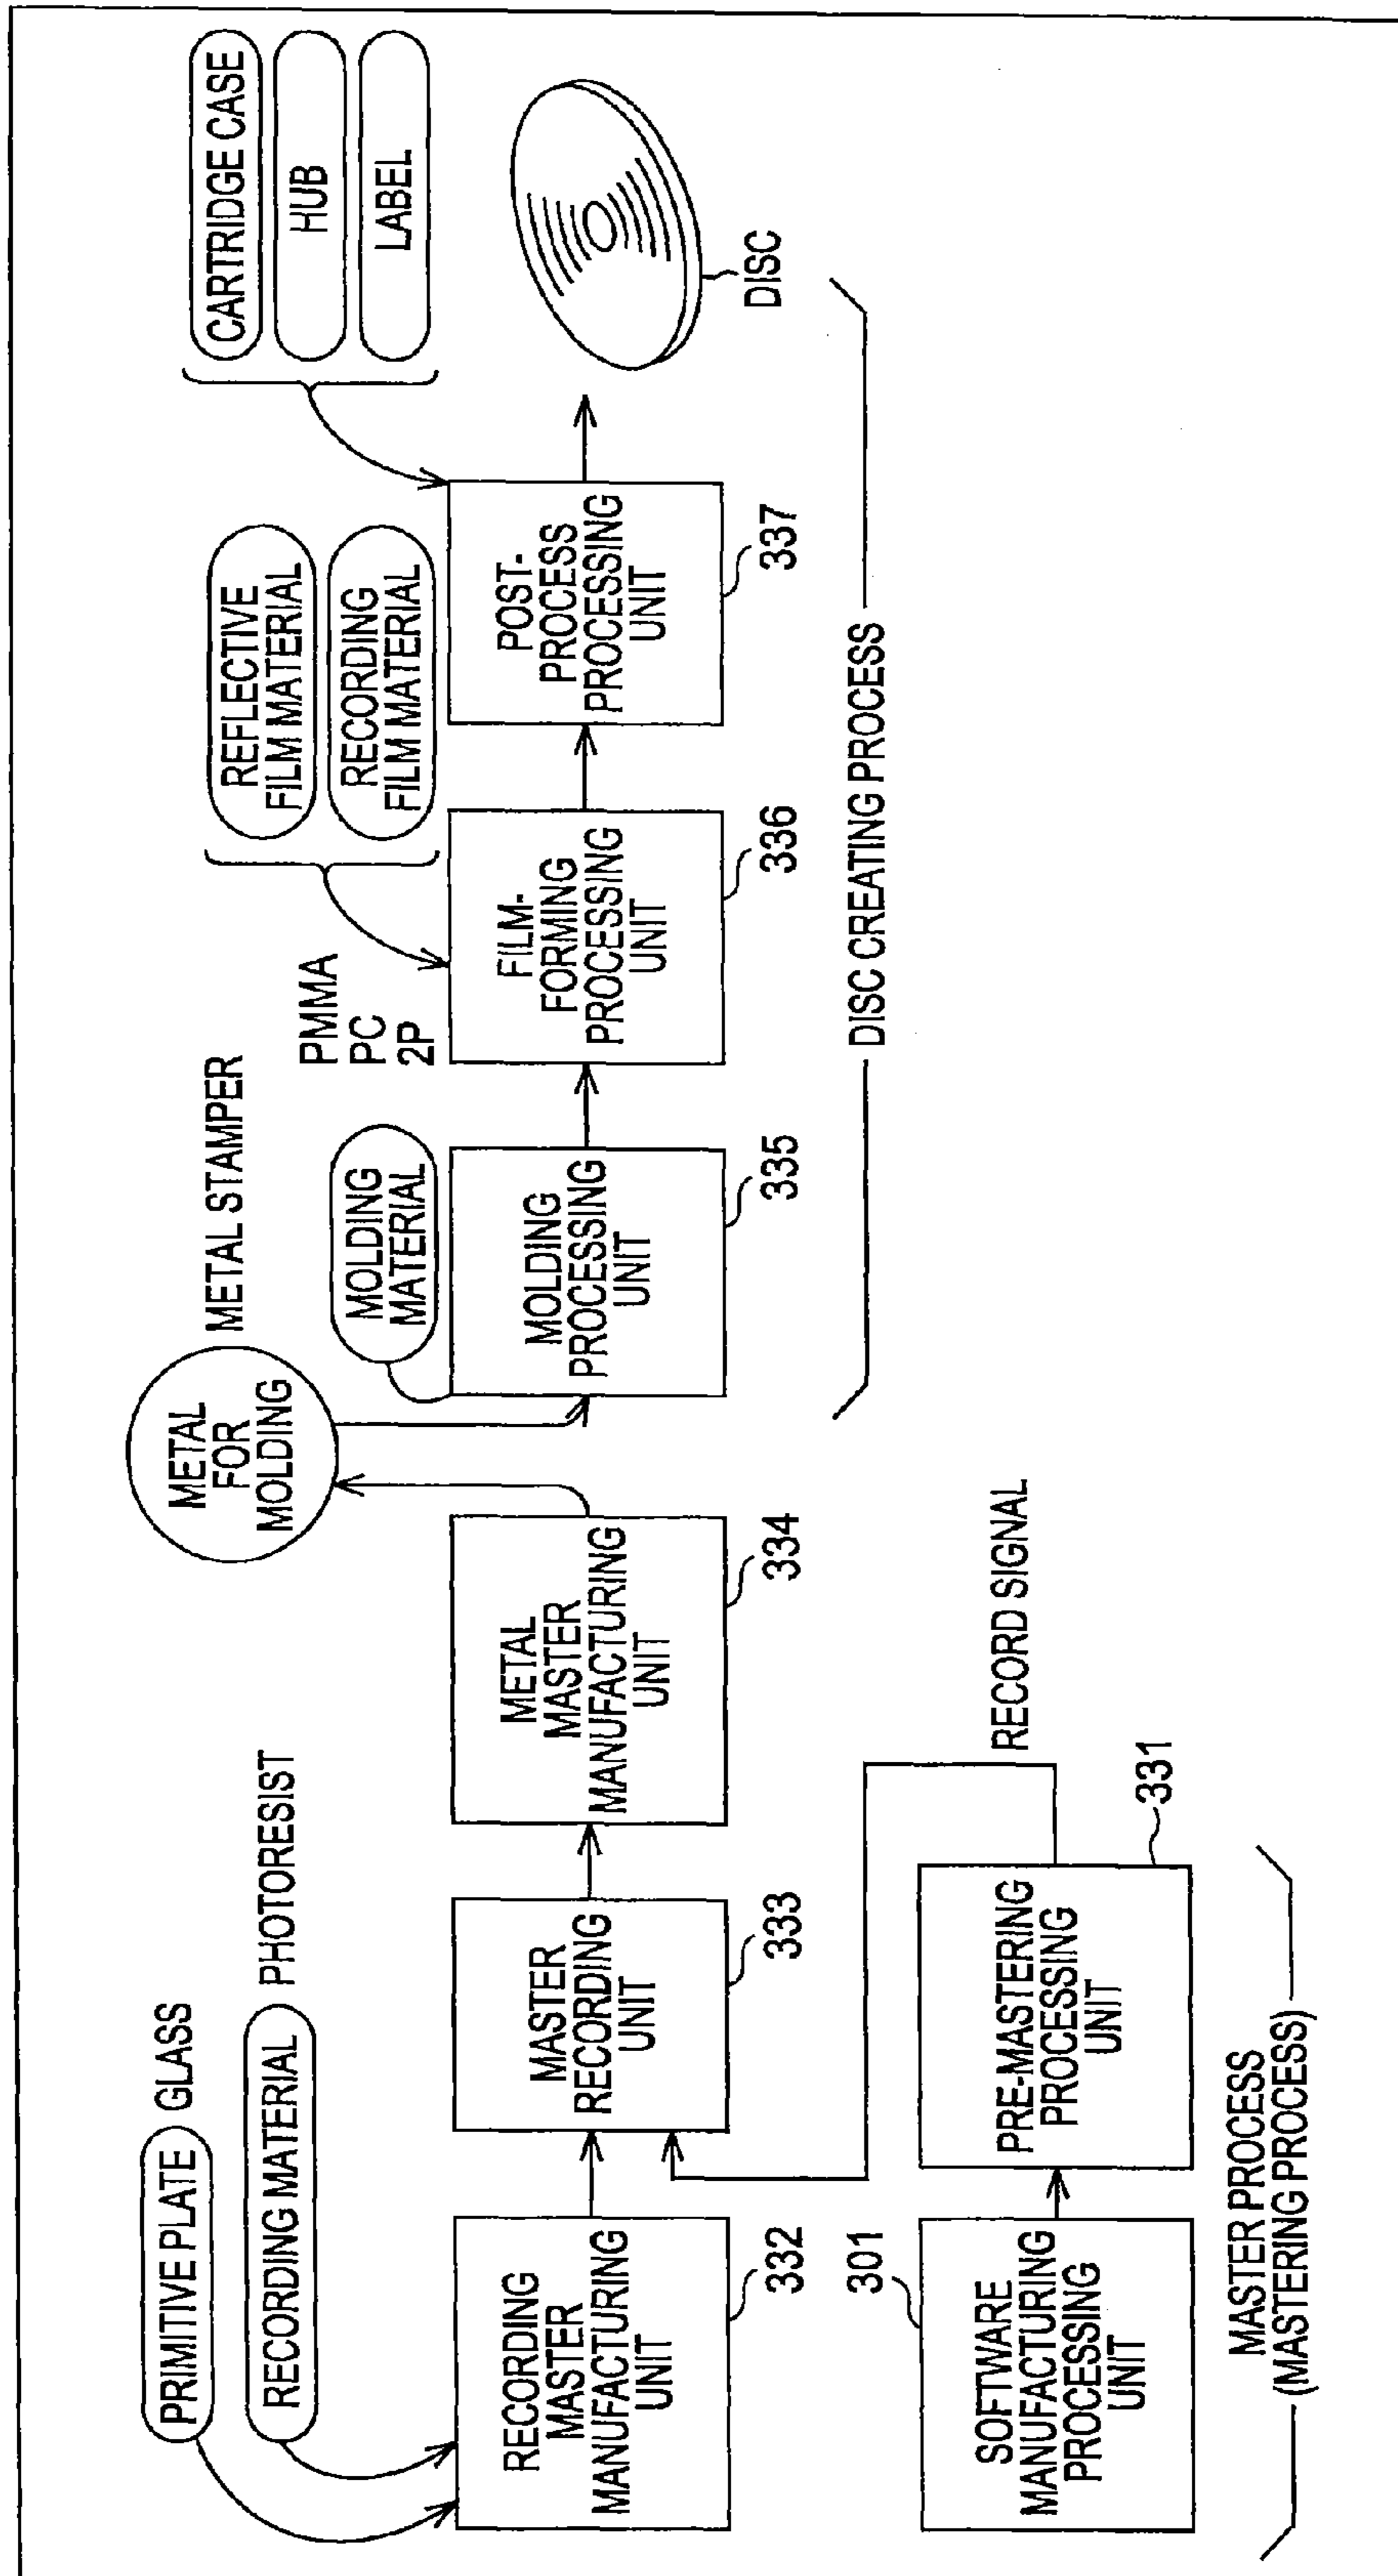 PRIMITIVE PLATE
GLASS
RECORDING MATERIAL
PHOTORESIST
RECORDING
MASTER
MANUFACTURING
UNIT
332
MASTER
RECORDING
UNIT
333
METAL
MASTER
MANUFACTURING
UNIT
334
METAL
FOR
MOLDING
METAL STAMPER
MOLDING
MATERIAL
PMMA
PC
2P
MOLDING
PROCESSING
UNIT
335
REFLECTIVE
FILM MATERIAL
RECORDING
FILM MATERIAL
FILM-
FORMING
PROCESSING
UNIT
336
CARTRIDGE CASE
HUB
LABEL
POST-
PROCESS
PROCESSING
UNIT
337
DISC
DISC CREATING PROCESS
301
SOFTWARE
MANUFACTURING
PROCESSING
UNIT
PRE-MASTERING
PROCESSING
UNIT
331
RECORD SIGNAL
MASTER PROCESS
(MASTERING PROCESS)